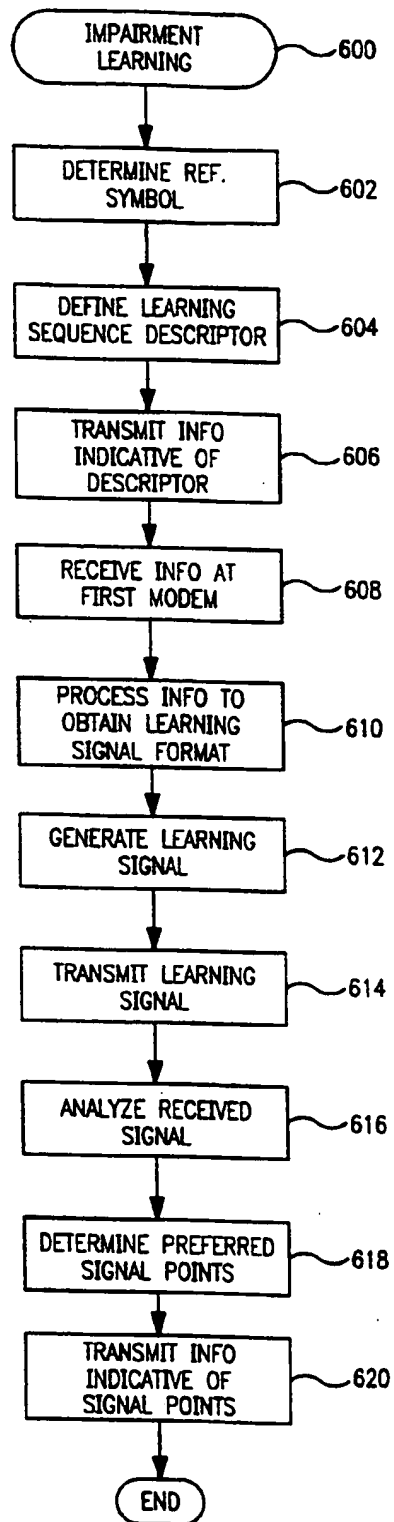 IMPAIRMENT
LEARNING
600
DETERMINE REF.
SYMBOL
602
DEFINE LEARNING
SEQUENCE DESCRIPTOR
604
TRANSMIT INFO
INDICATIVE OF
DESCRIPTOR
606
RECEIVE INFO AT
FIRST MODEM
608
PROCESS INFO TO
OBTAIN LEARNING
SIGNAL FORMAT
610
GENERATE LEARNING
SIGNAL
612
TRANSMIT LEARNING
SIGNAL
614
ANALYZE RECEIVED
SIGNAL
616
DETERMINE PREFERRED
SIGNAL POINTS
618
TRANSMIT INFO
INDICATIVE OF
SIGNAL POINTS
620
END